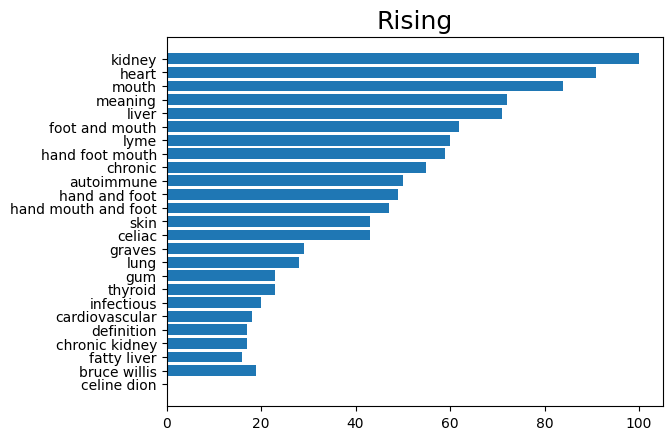 Rising
kidney
heart
mouth
meaning
liver
foot and mouth
lyme
hand foot mouth
chronic
autoimmune
hand and foot
hand mouth and foot
skin
celiac
graves
lung
gum
thyroid
infectious
cardiovascular
definition
chronic kidney
fatty liver
bruce willis
celine dion
0 20 40 60 80 100